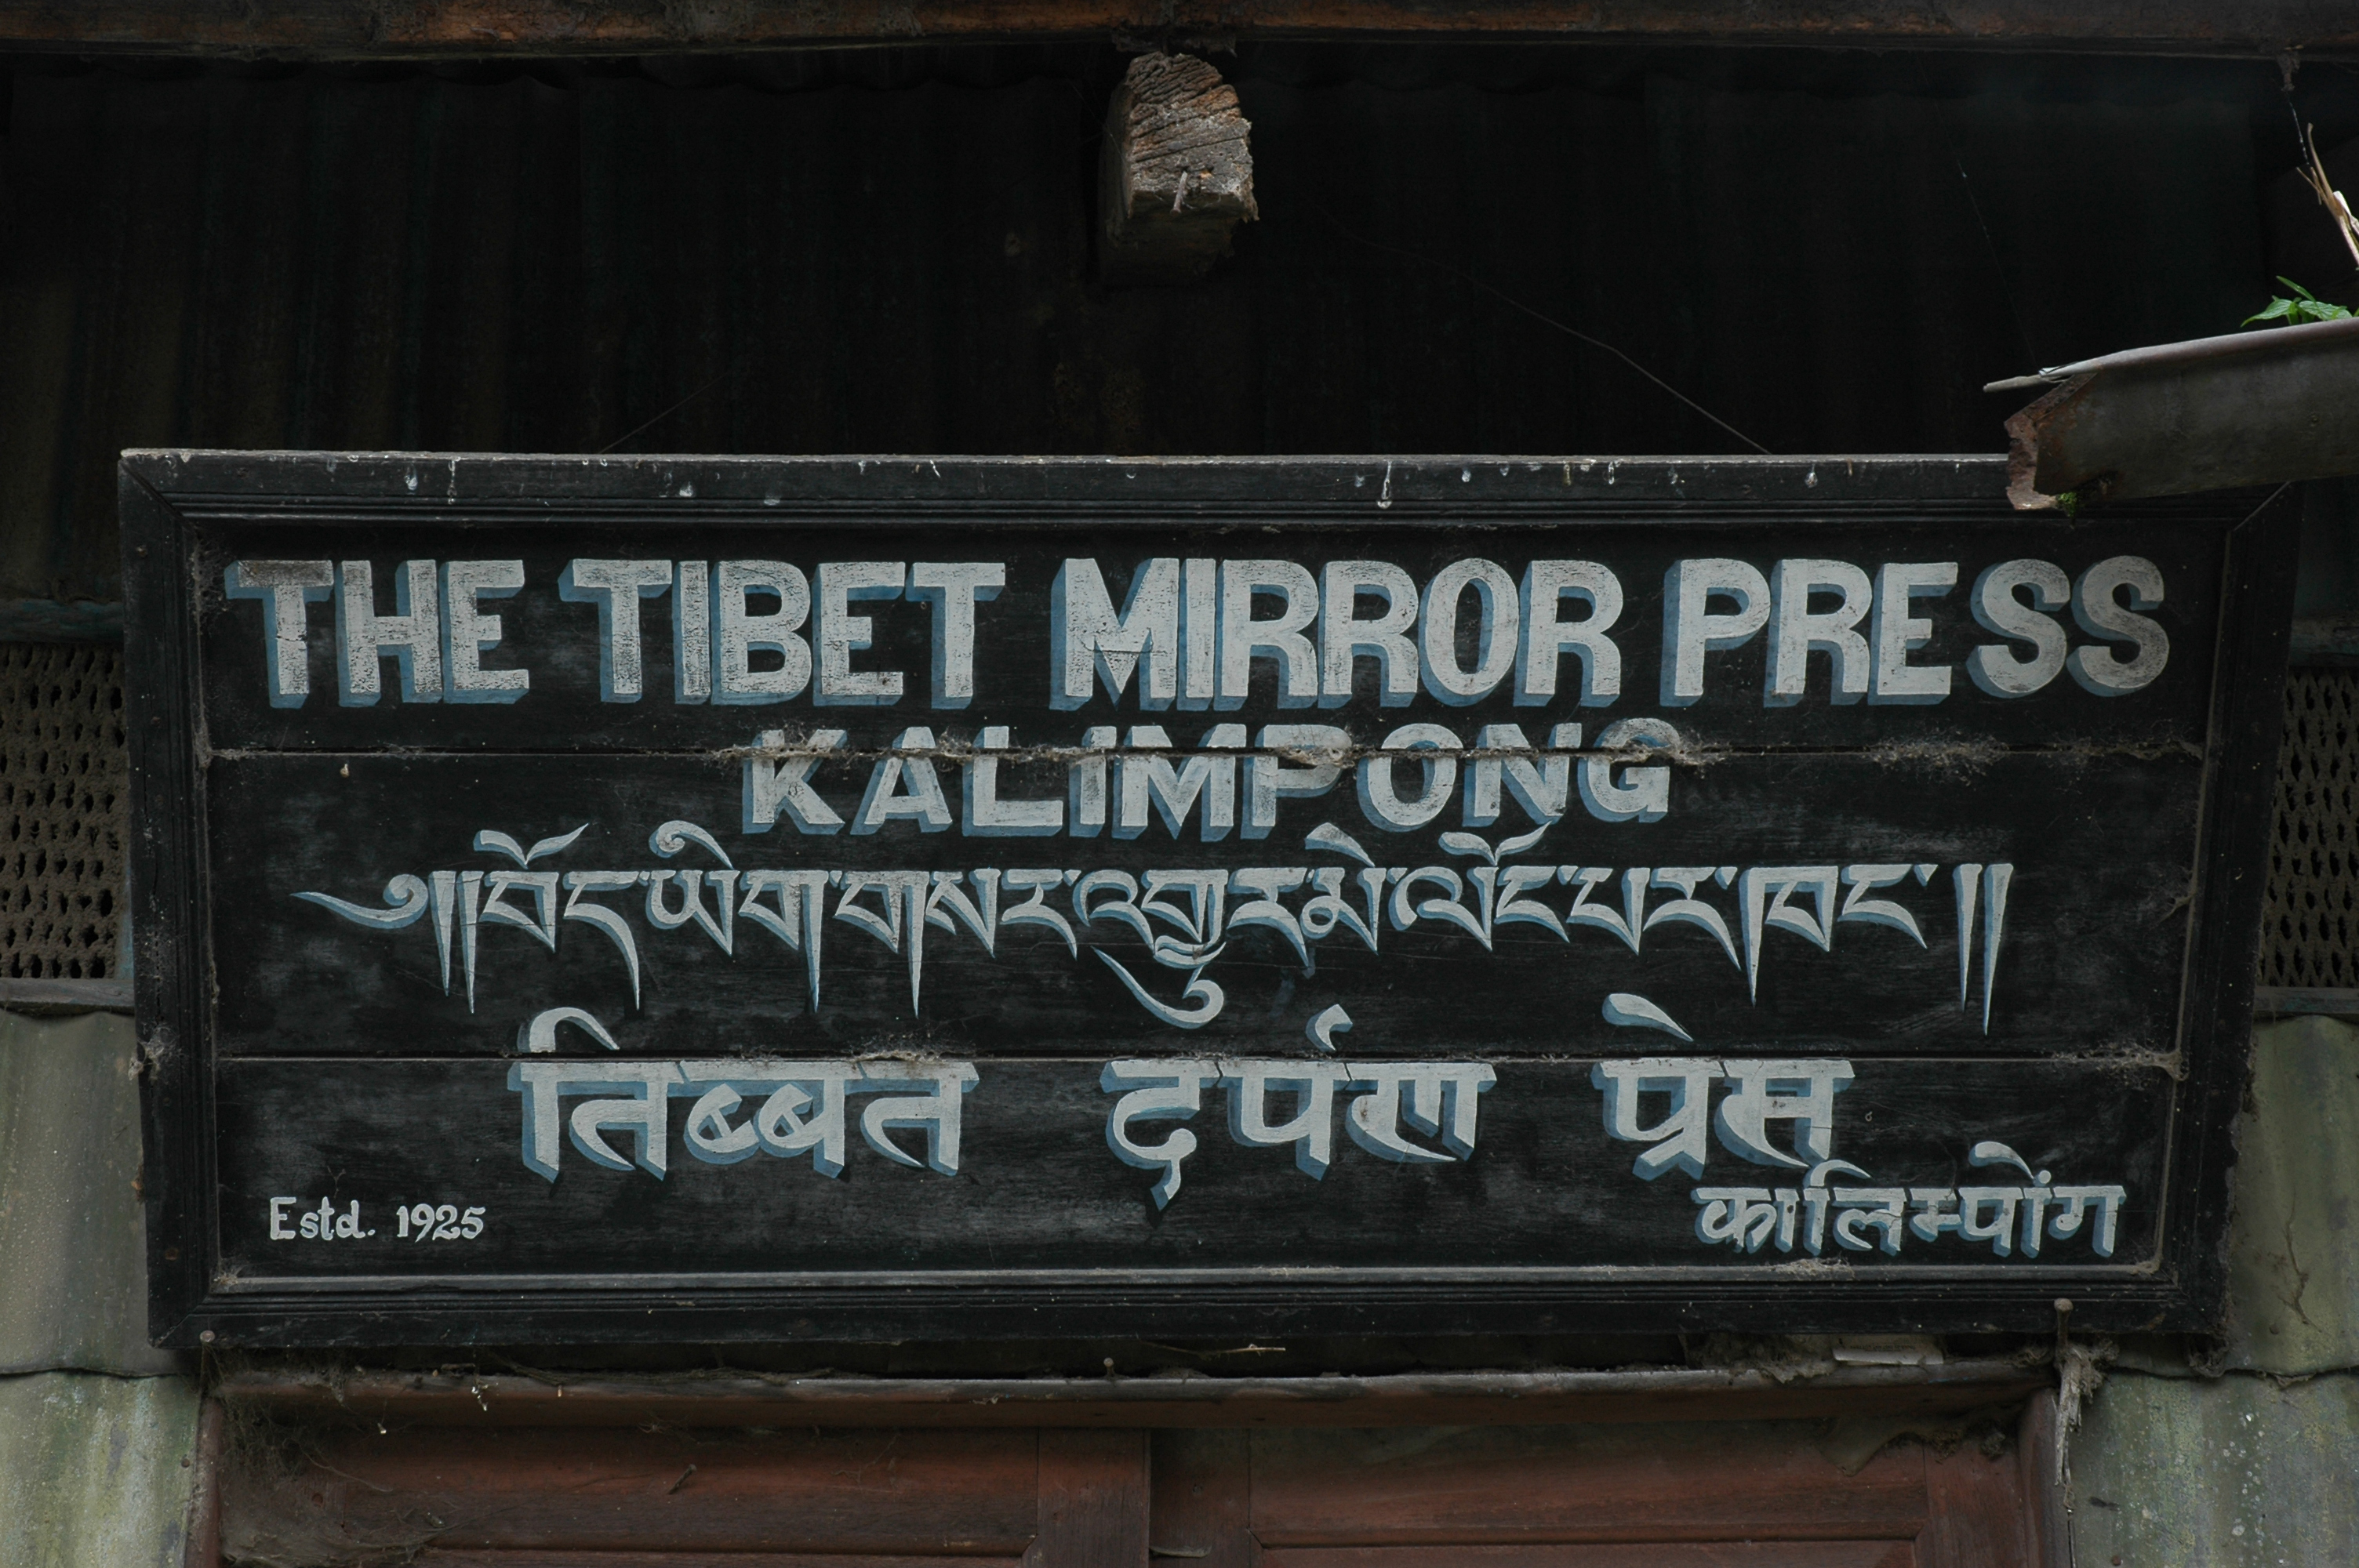 THE TIBET MIRROR PRESS
KALIMPONG
༄༅།།བོད་ཡིག་གསར་འགྱུར་མེ་ལོང་པར་ཁང་།།
तिब्बत दर्पण प्रेस
कालिम्पोंग
Estd. 1925